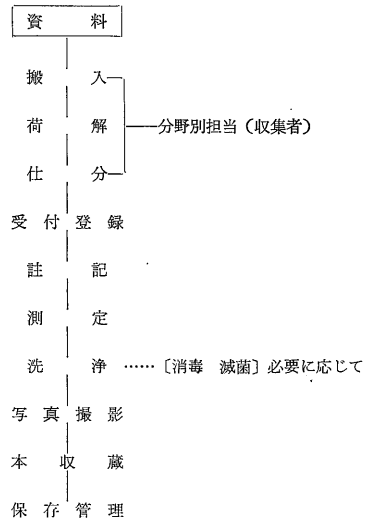 資料
搬入
荷解 分野別担当（収集者）
仕分
受付登録
註記
測定
洗浄 ……〔消毒 滅菌〕必要に応じて
写真撮影
本収蔵
保存管理